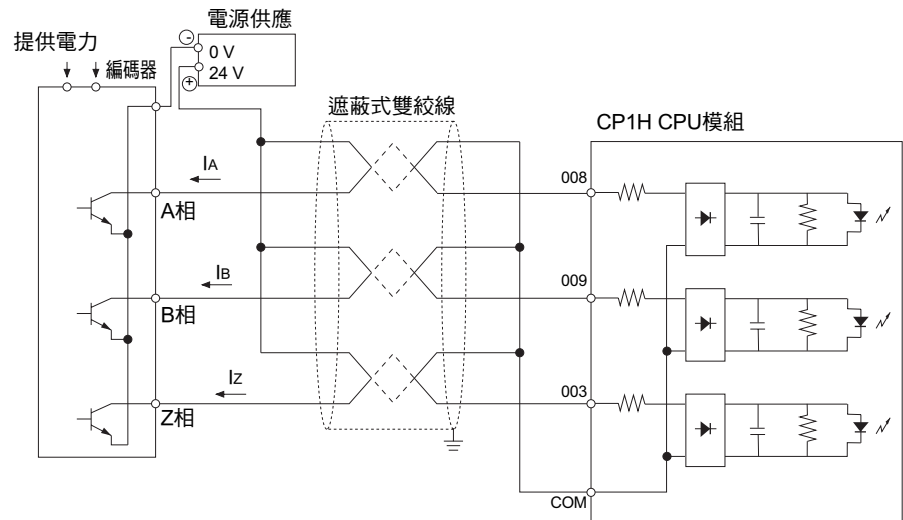 電源供應
提供電力
編碼器
-
0 V
24 V
+
遮蔽式雙絞線
CP1H CPU模組
IA
008
A相
IB
009
B相
IZ
003
Z相
COM